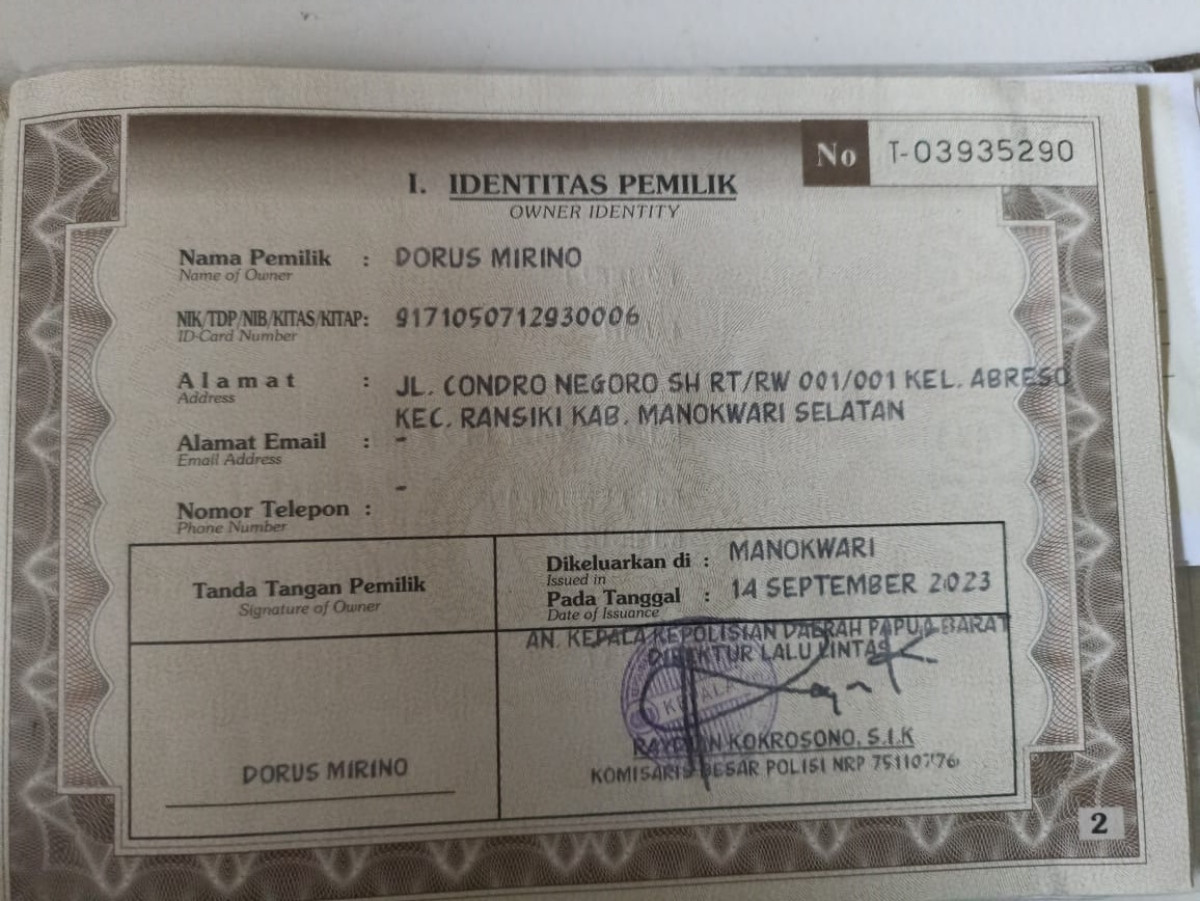 No T-03935290
I. IDENTITAS PEMILIK
OWNER IDENTITY
Nama Pemilik : DORUS MIRINO
Name of Owner
NIK/TDP/NIB/KITAS/KITAP: 9171050712930006
ID-Card Number
Alamat : JL. CONDRO NEGORO SH RT/RW 001/001 KEL. ABRESO
Address
KEC. RANSIKI KAB. MANOKWARI SELATAN
Alamat Email : -
Email Address
-
Nomor Telepon :
Phone Number
Tanda Tangan Pemilik
Signature of Owner
DORUS MIRINO
Dikeluarkan di : MANOKWARI
Issued in
Pada Tanggal : 14 SEPTEMBER 2023
Date of Issuance
AN. KEPALA KEPOLISIAN DAERAH PAPUA BARAT
DIREKTUR LALU LINTAS
KOKROSONO, S.I.K
KOMISARIS BESAR POLISI NRP 75110776
2